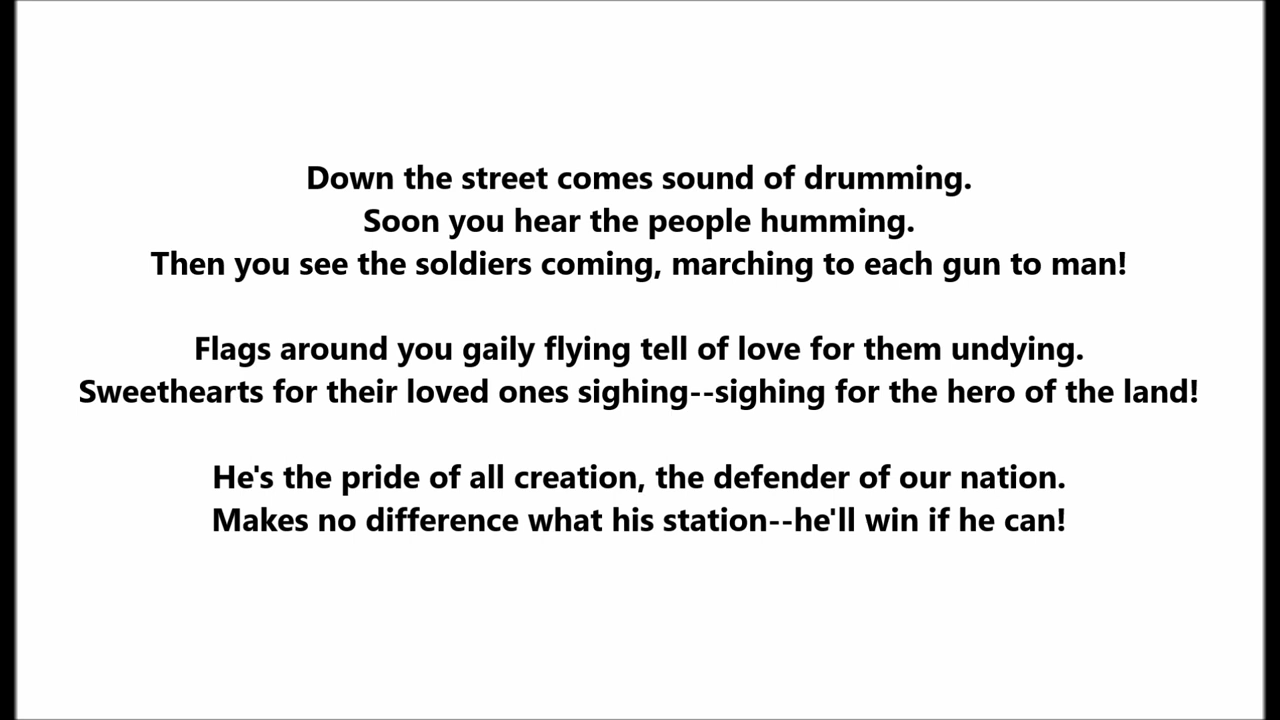 Down the street comes sound of drumming.
Soon you hear the people humming.
Then you see the soldiers coming, marching to each gun to man!
Flags around you gaily flying tell of love for them undying.
Sweethearts for their loved ones sighing--sighing for the hero of the land!
He's the pride of all creation, the defender of our nation.
Makes no difference what his station--he'll win if he can!